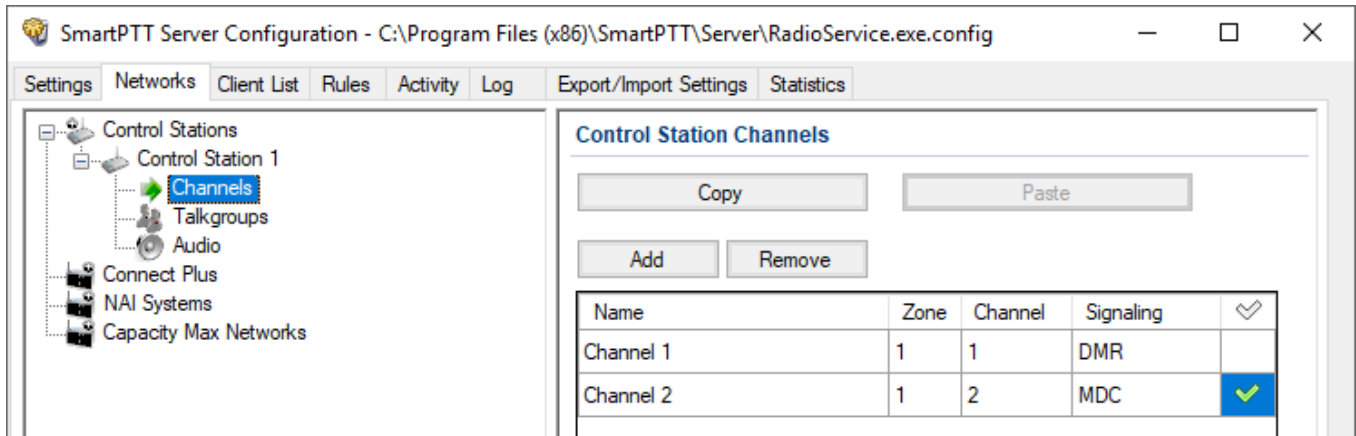 SmartPTT Server Configuration - C:\Program Files (x86)\SmartPTT\Server\RadioService.exe.config
Settings Networks Client List Rules Activity Log Export/Import Settings Statistics
Control Stations
Control Station 1
Channels
Talkgroups
Audio
Connect Plus
NAI Systems
Capacity Max Networks
Control Station Channels
Copy Paste
Add Remove
Name Zone Channel Signaling
Channel 1 1 1 DMR
Channel 2 1 2 MDC